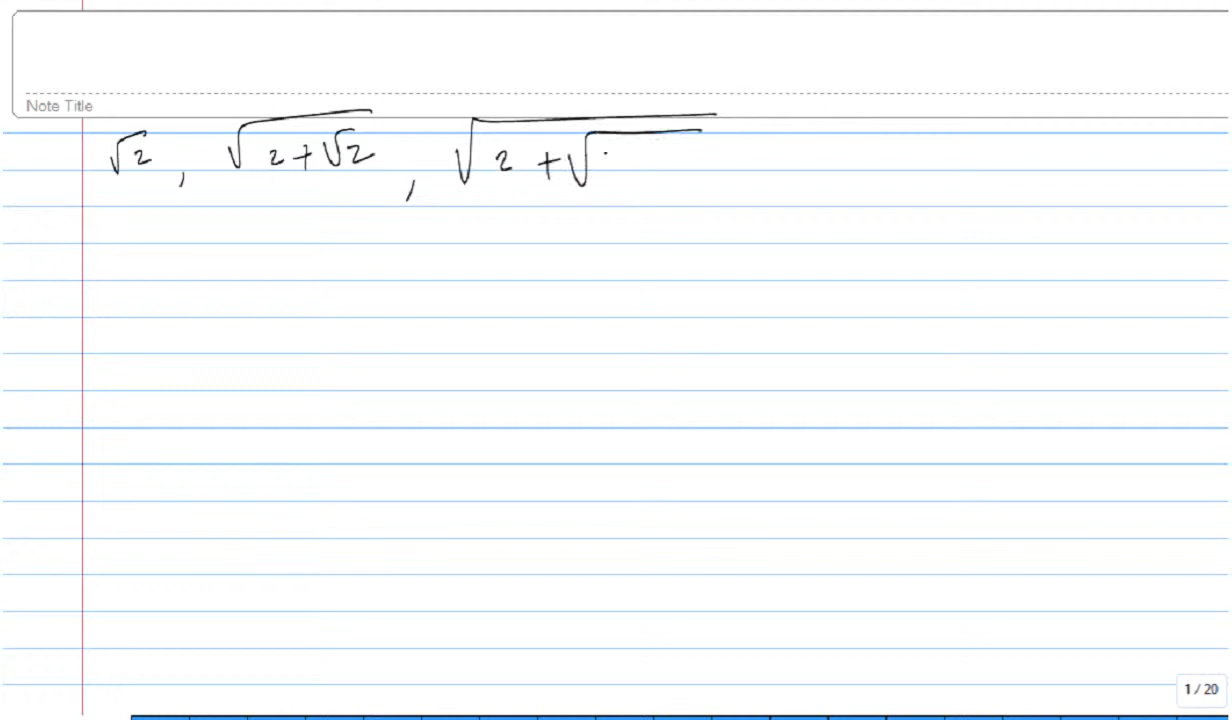 Note Title
√2 , √(2+√2) , √(2+√
1 / 20